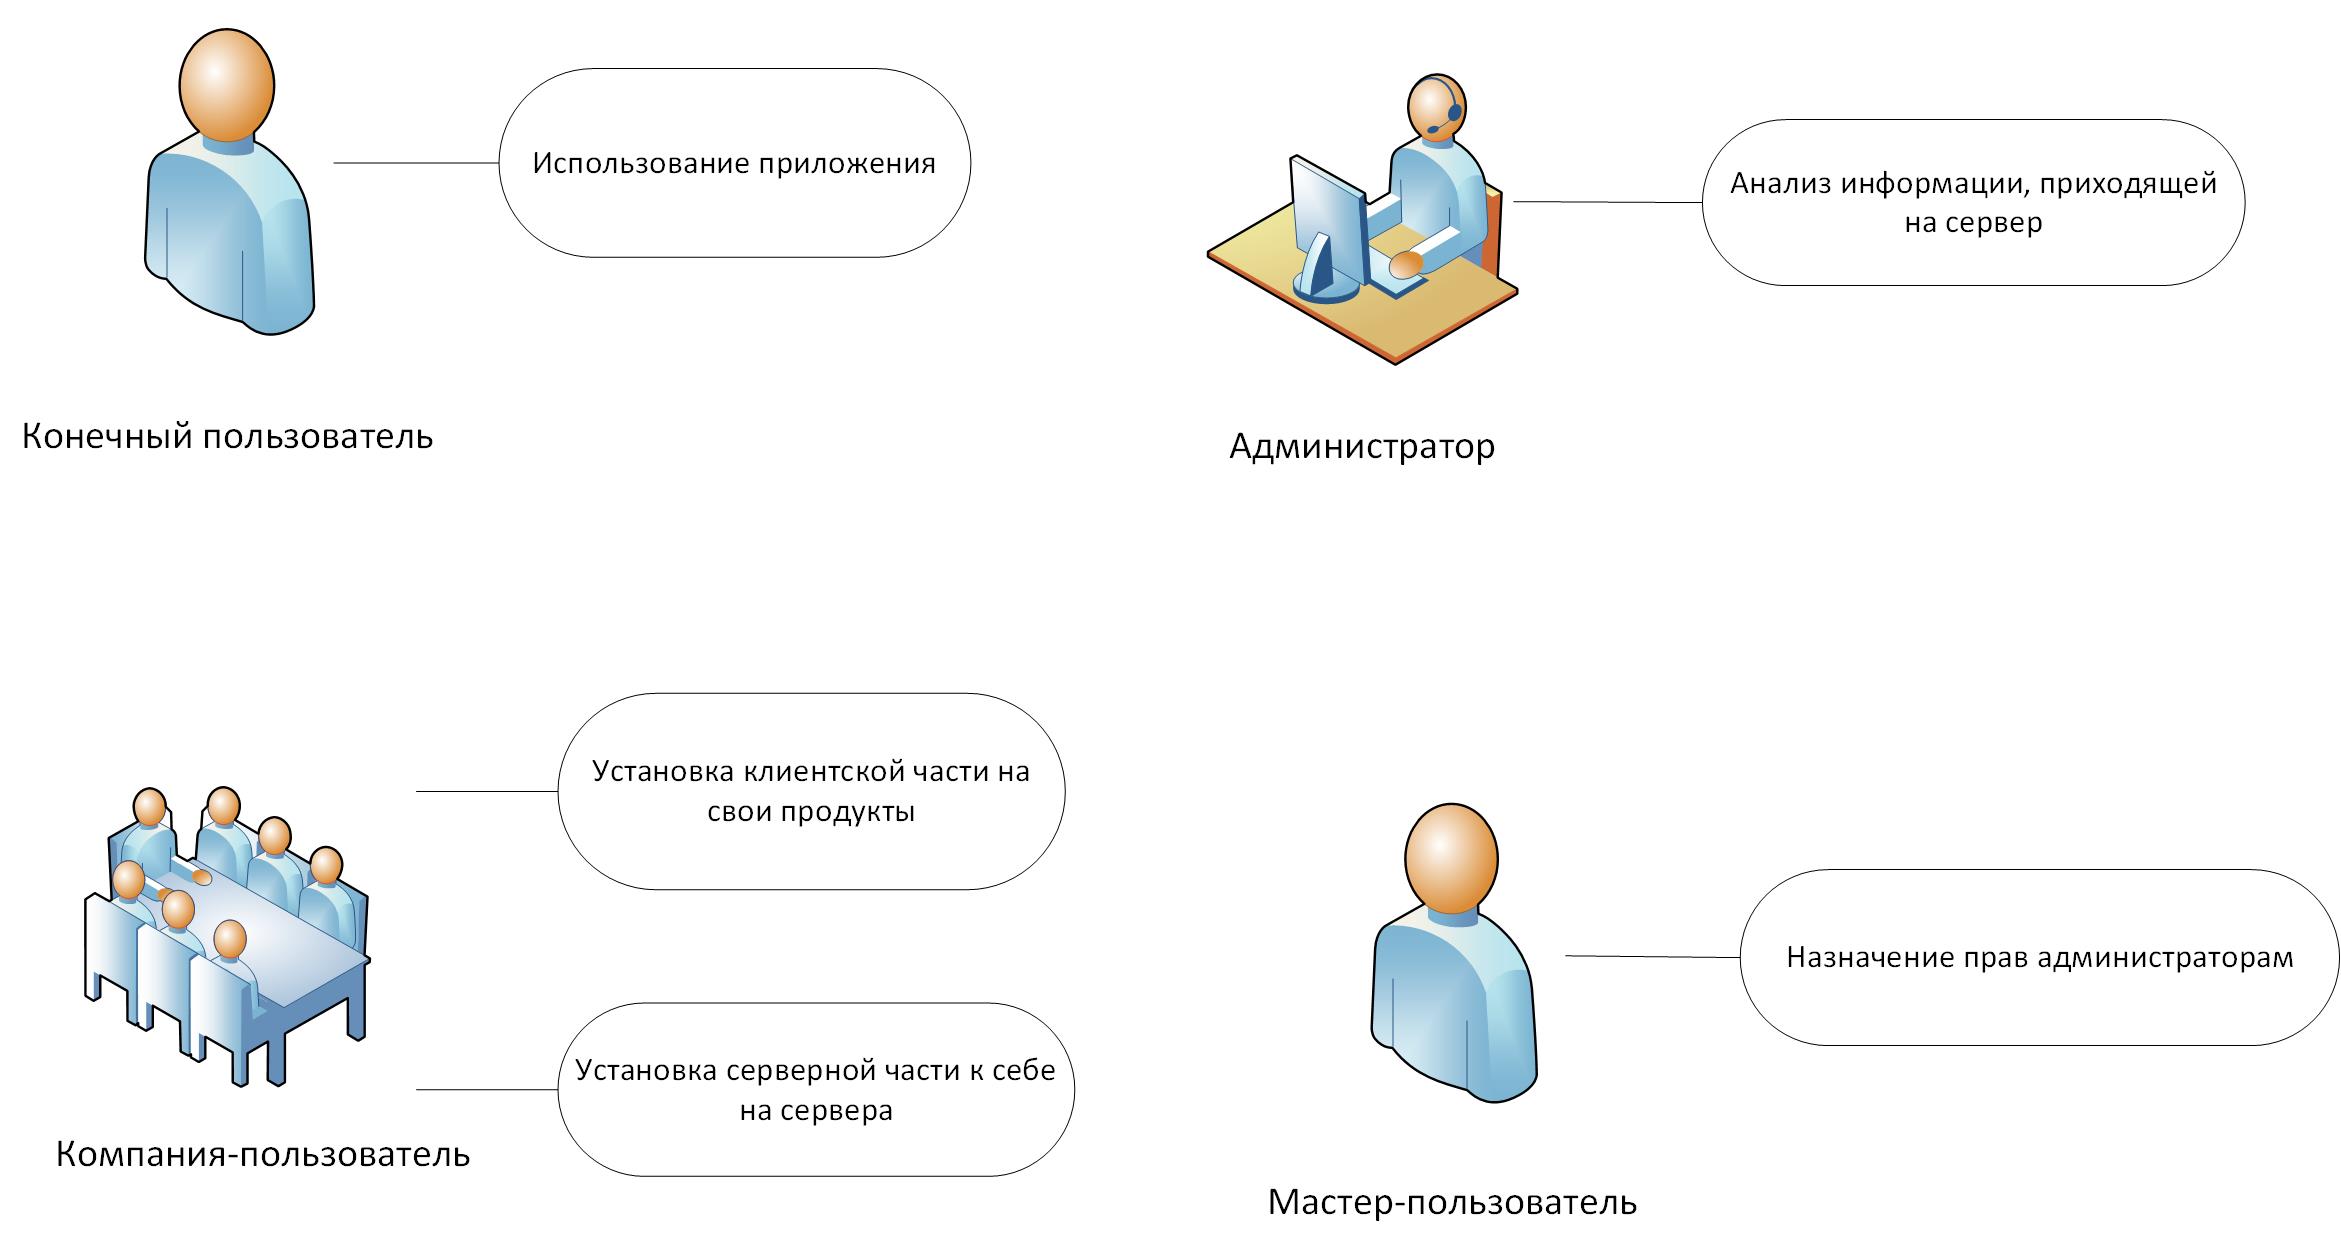 Использование приложения
Конечный пользователь
Анализ информации, приходящей
на сервер
Администратор
Установка клиентской части на
свои продукты
Установка серверной части к себе
на сервера
Компания-пользователь
Назначение прав администраторам
Мастер-пользователь